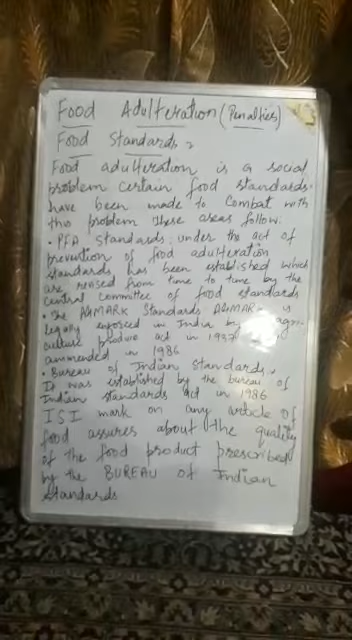 Food Adulteration (Penalties)
Food Standards,
Food adulteration is a social
problem certain food standards
have been made to Combat with
this problem these areas follow.
• PFA Standards; under the act of
prevention of food adulteration
standards has been established which
are revised from time to time by the
central committee of food standards
• The AGMARK Standards AGMARK is
legally enforced in India by agri
culture produce act in 1937
ammended in 1986
• Bureau of Indian Standards,
It was established by the bureau of
Indian standards act in 1986
ISI mark on any article of
food assures about the quality
of the food product prescribed
by the BUREAU of Indian
Standards